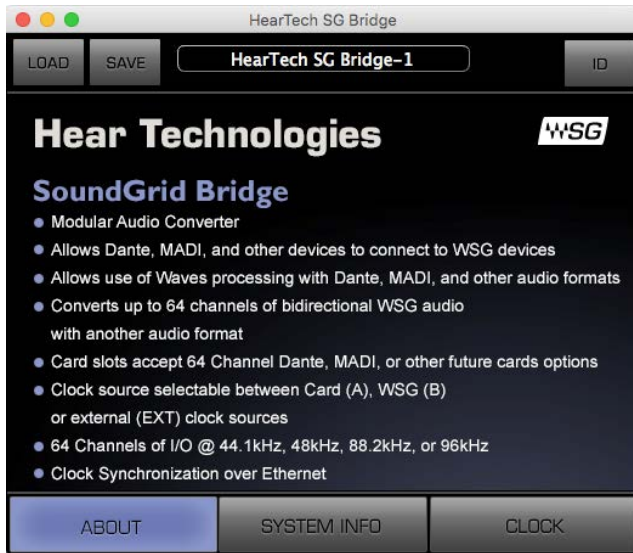 HearTech SG Bridge
LOAD SAVE HearTech SG Bridge-1 ID
Hear Technologies WSG
SoundGrid Bridge
Modular Audio Converter
Allows Dante, MADI, and other devices to connect to WSG devices
Allows use of Waves processing with Dante, MADI, and other audio formats
Converts up to 64 channels of bidirectional WSG audio
with another audio format
Card slots accept 64 Channel Dante, MADI, or other future cards options
Clock source selectable between Card (A), WSG (B)
or external (EXT) clock sources
64 Channels of I/O @ 44.1kHz, 48kHz, 88.2kHz, or 96kHz
Clock Synchronization over Ethernet
ABOUT SYSTEM INFO CLOCK